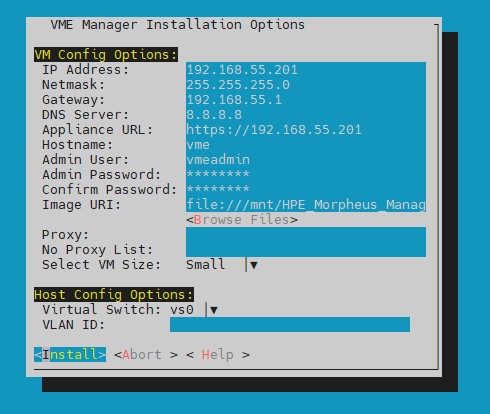 VME Manager Installation Options
VM Config Options:
IP Address: 192.168.55.201
Netmask: 255.255.255.0
Gateway: 192.168.55.1
DNS Server: 8.8.8.8
Appliance URL: https://192.168.55.201
Hostname: vme
Admin User: vmeadmin
Admin Password: ********
Confirm Password: ********
Image URI: file:///mnt/HPE_Morpheus_Manag
<Browse Files>
Proxy:
No Proxy List:
Select VM Size: Small |▼
Host Config Options:
Virtual Switch: vs0 |▼
VLAN ID:
<Install> <Abort > < Help >